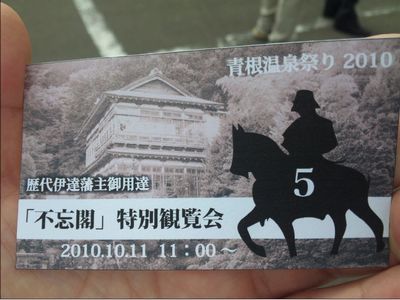 青根温泉祭り 2010
5
歴代伊達藩主御用達
「不忘閣」特別観覧会
2010.10.11 11:00～